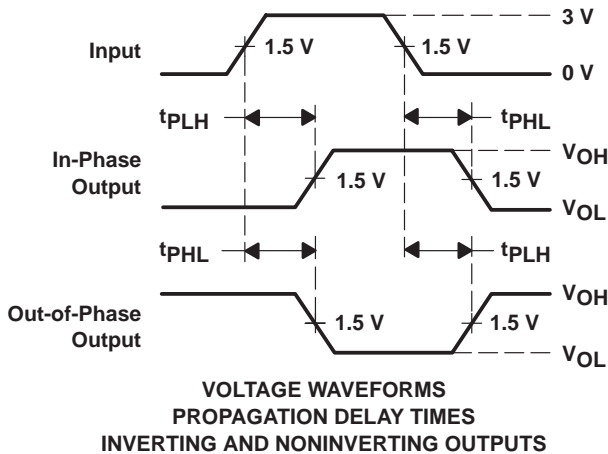 3 V
Input
1.5 V
1.5 V
0 V
tPLH
tPHL
In-Phase
Output
VOH
1.5 V
1.5 V
VOL
tPHL
tPLH
Out-of-Phase
Output
VOH
1.5 V
1.5 V
VOL
VOLTAGE WAVEFORMS
PROPAGATION DELAY TIMES
INVERTING AND NONINVERTING OUTPUTS